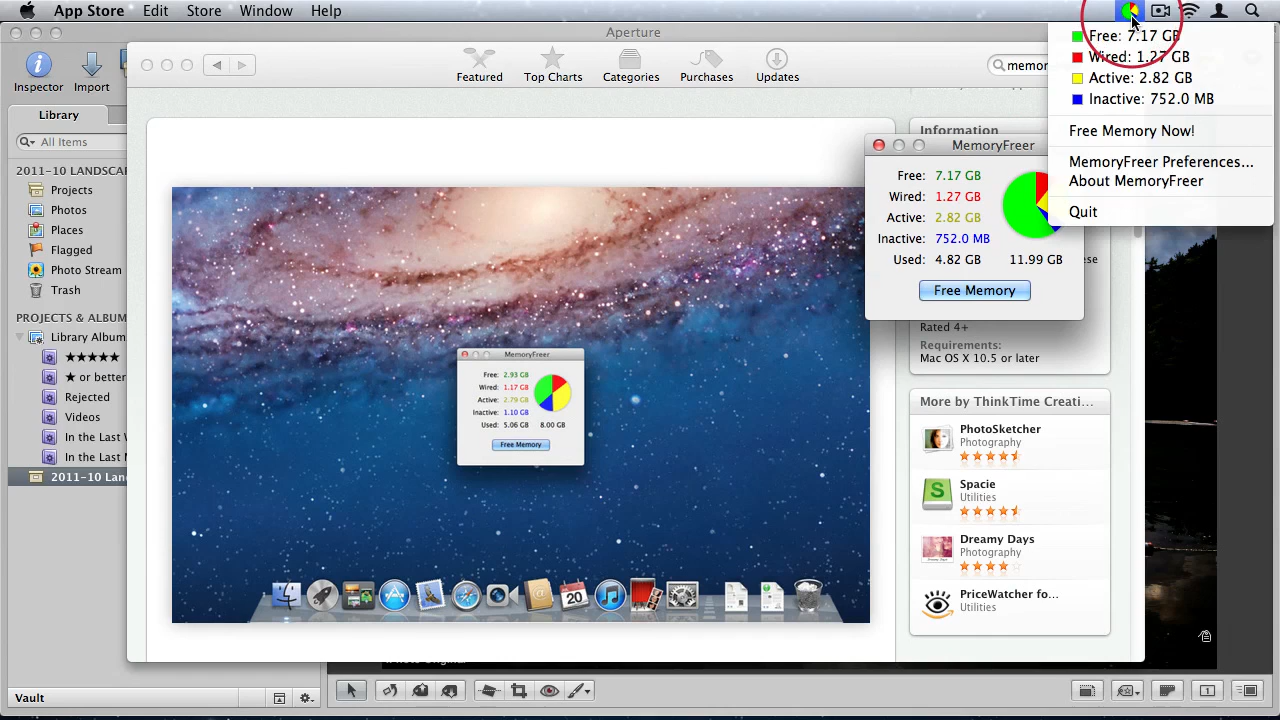 App Store Edit Store Window Help
Aperture
Inspector Import
Featured Top Charts Categories Purchases Updates
memor
Library
All Items
2011-10 LANDSCA
Projects
Photos
Places
Flagged
Photo Stream
Trash
PROJECTS & ALBUM
Library Album
★★★★★
★ or better
Rejected
Videos
In the Last W
In the Last M
2011-10 Lan
Vault
Free: 7.17 GB
Wired: 1.27 GB
Active: 2.82 GB
Inactive: 752.0 MB
Free Memory Now!
MemoryFreer Preferences...
About MemoryFreer
Quit
Information
MemoryFreer
Free: 7.17 GB
Wired: 1.27 GB
Active: 2.82 GB
Inactive: 752.0 MB
Used: 4.82 GB 11.99 GB
Free Memory
Rated 4+
Requirements:
Mac OS X 10.5 or later
More by ThinkTime Creati...
PhotoSketcher
Photography
Spacie
Utilities
Dreamy Days
Photography
PriceWatcher fo...
Utilities
MemoryFreer
Free: 2.93 GB
Wired: 1.17 GB
Active: 2.79 GB
Inactive: 1.10 GB
Used: 5.06 GB 8.00 GB
Free Memory
20
S
1